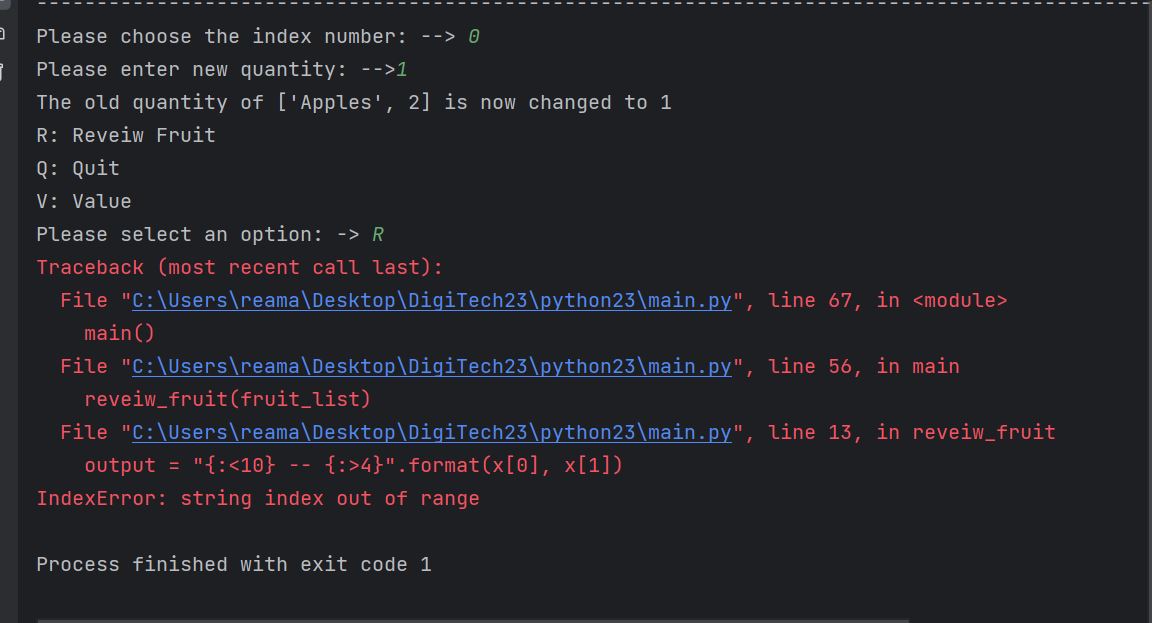 Please choose the index number: --> 0
Please enter new quantity: -->1
The old quantity of ['Apples', 2] is now changed to 1
R: Reveiw Fruit
Q: Quit
V: Value
Please select an option: -> R
Traceback (most recent call last):
  File "C:\Users\reama\Desktop\DigiTech23\python23\main.py", line 67, in <module>
    main()
  File "C:\Users\reama\Desktop\DigiTech23\python23\main.py", line 56, in main
    reveiw_fruit(fruit_list)
  File "C:\Users\reama\Desktop\DigiTech23\python23\main.py", line 13, in reveiw_fruit
    output = "{:<10} -- {:>4}".format(x[0], x[1])
IndexError: string index out of range
Process finished with exit code 1